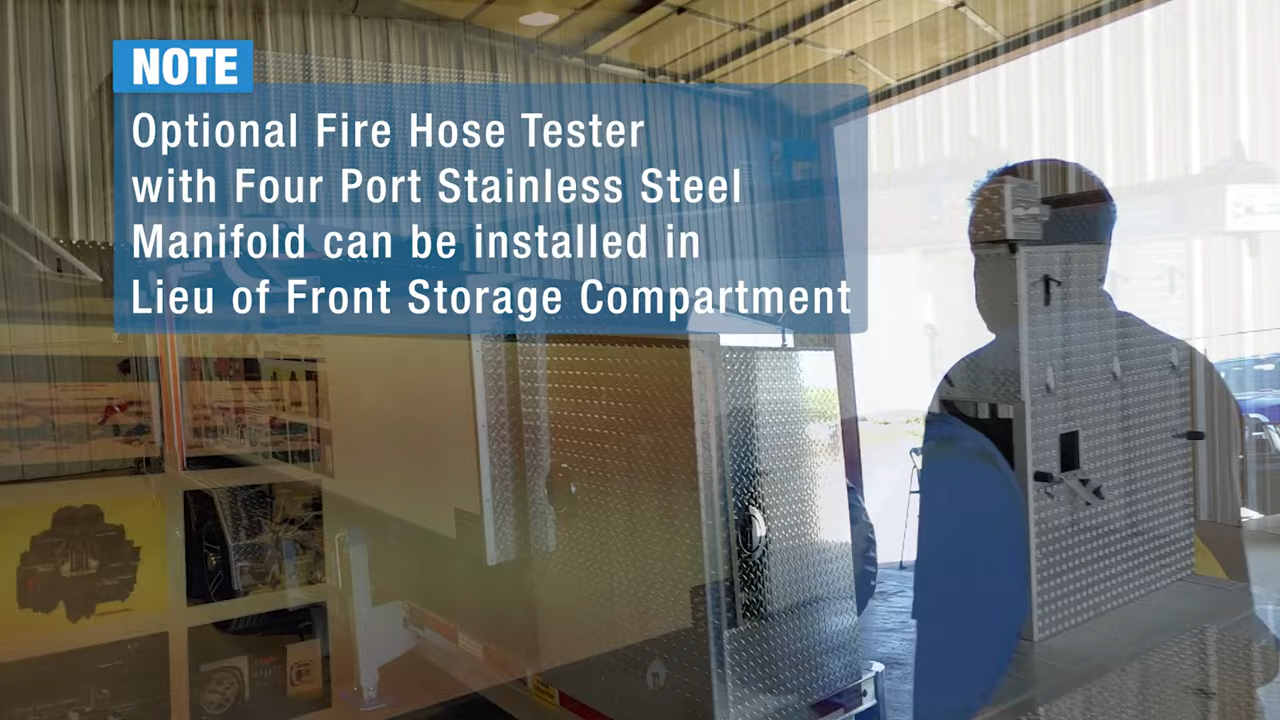 NOTE
Optional Fire Hose Tester
with Four Port Stainless Steel
Manifold can be installed in
Lieu of Front Storage Compartment